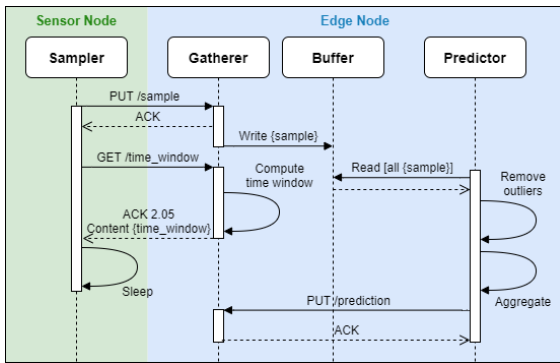 Sensor Node
Edge Node
Sampler
Gatherer
Buffer
Predictor
PUT /sample
ACK
Write {sample}
GET /time_window
Compute
time window
Read [all {sample}]
Remove
outliers
ACK 2.05
Content {time_window}
Sleep
Aggregate
PUT /prediction
ACK